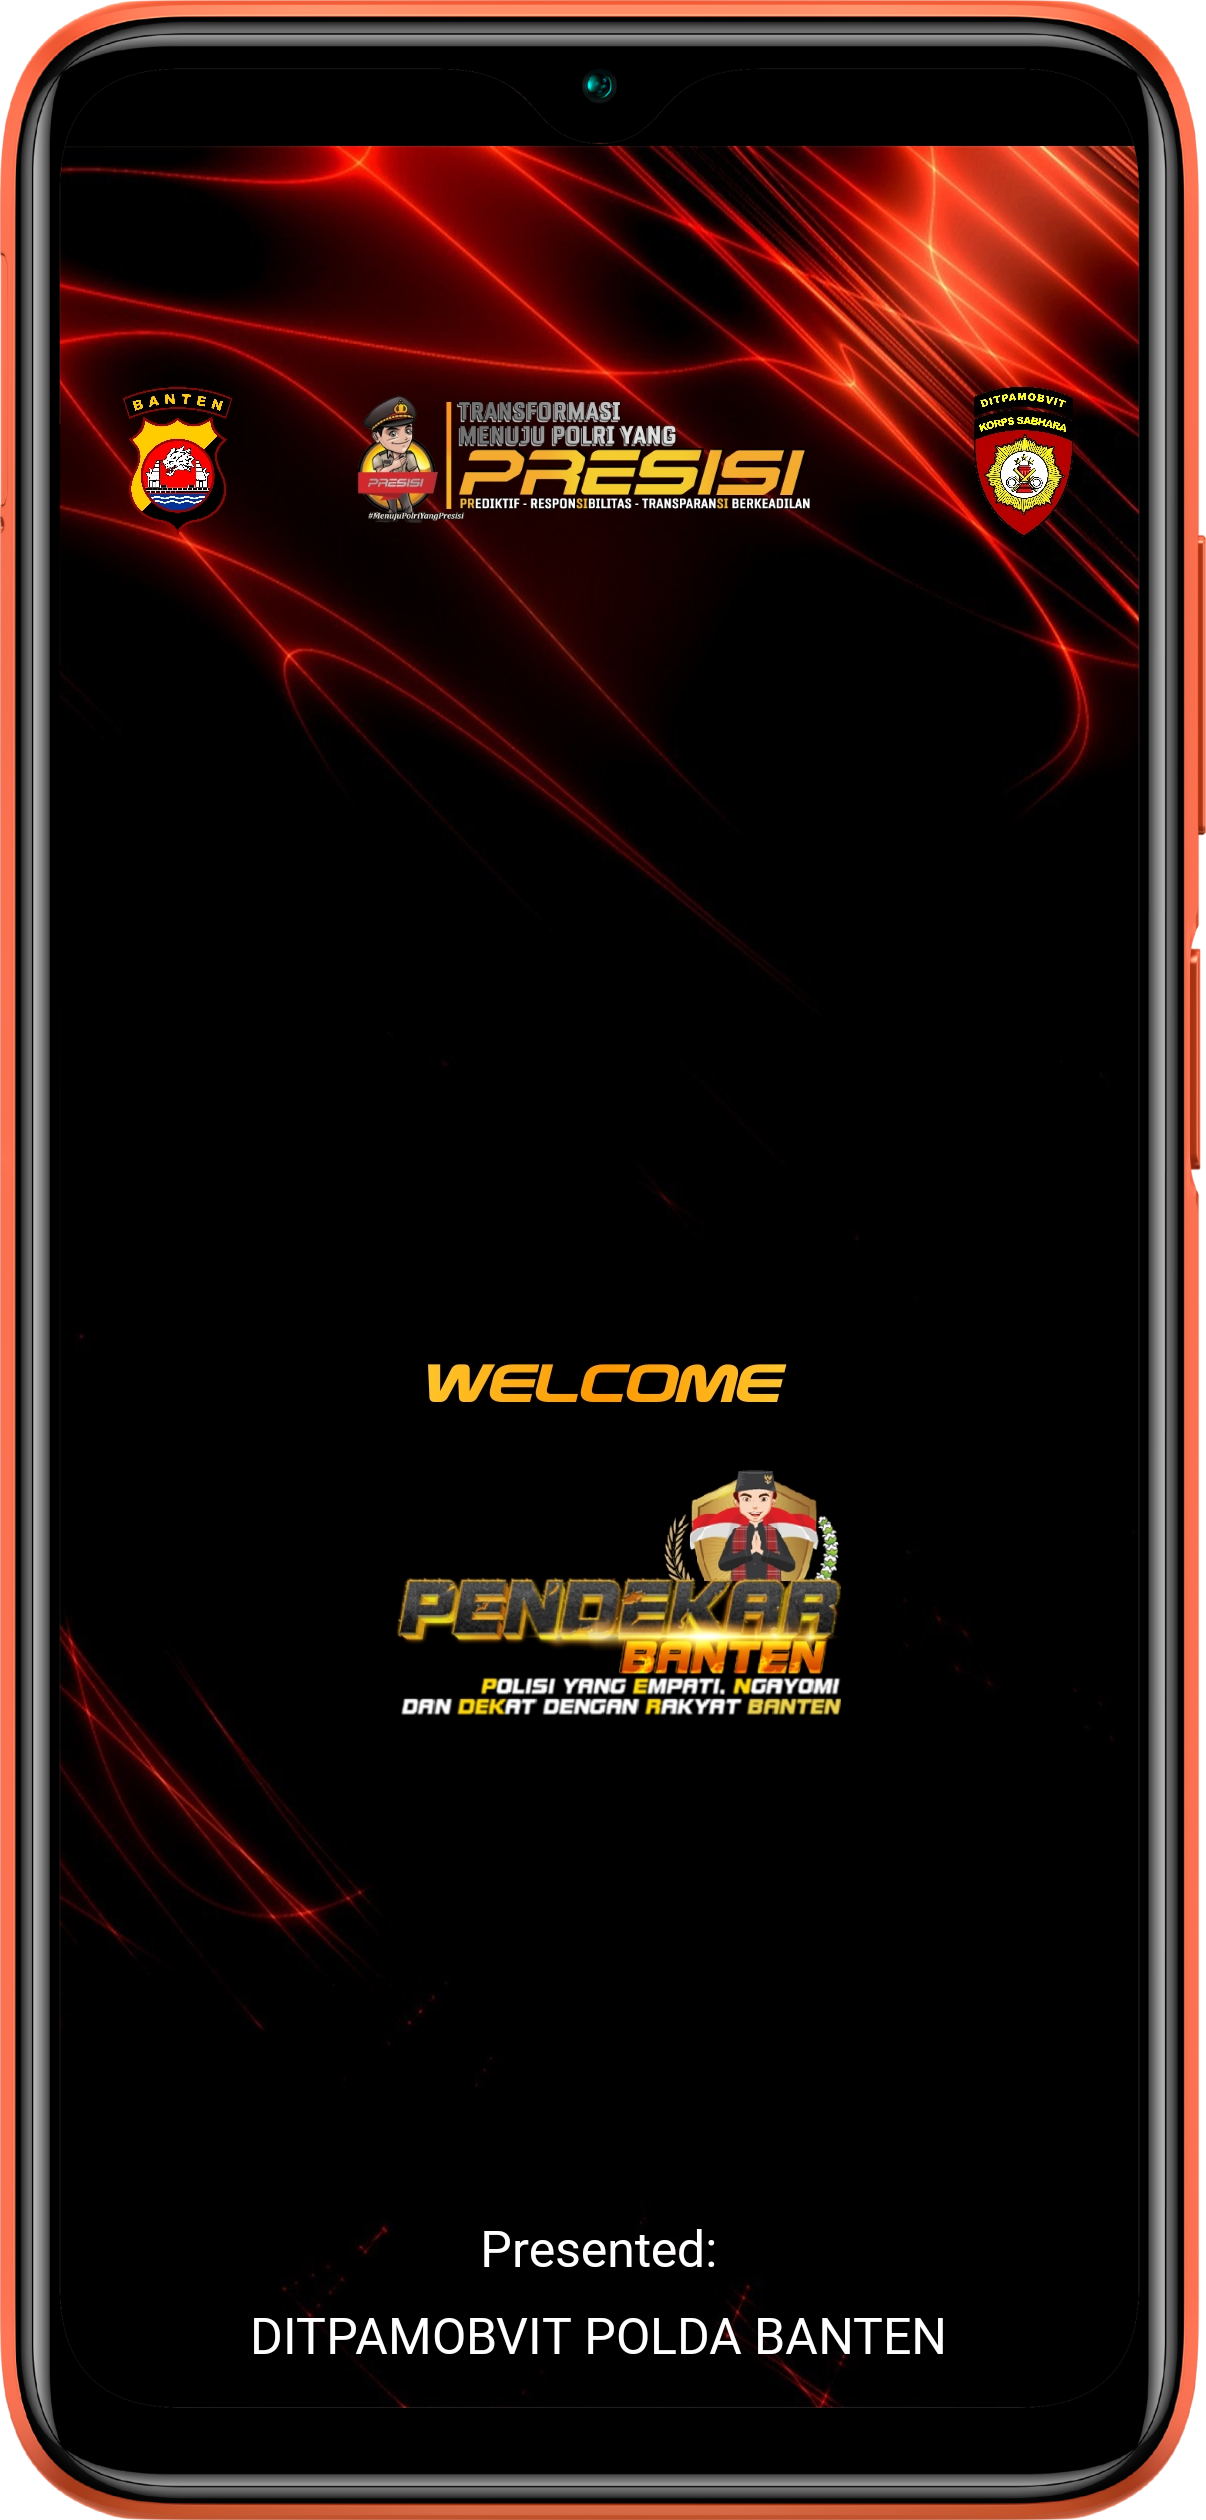 BANTEN
TRANSFORMASI
MENUJU POLRI YANG
PRESISI
PREDIKTIF - RESPONSIBILITAS - TRANSPARANSI BERKEADILAN
PRESISI
#MenujuPolriYangPresisi
DITPAMOBVIT
KORPS SABHARA
WELCOME
PENDEKAR
BANTEN
POLISI YANG EMPATI, NGAYOMI
DAN DEKAT DENGAN RAKYAT BANTEN
Presented:
DITPAMOBVIT POLDA BANTEN